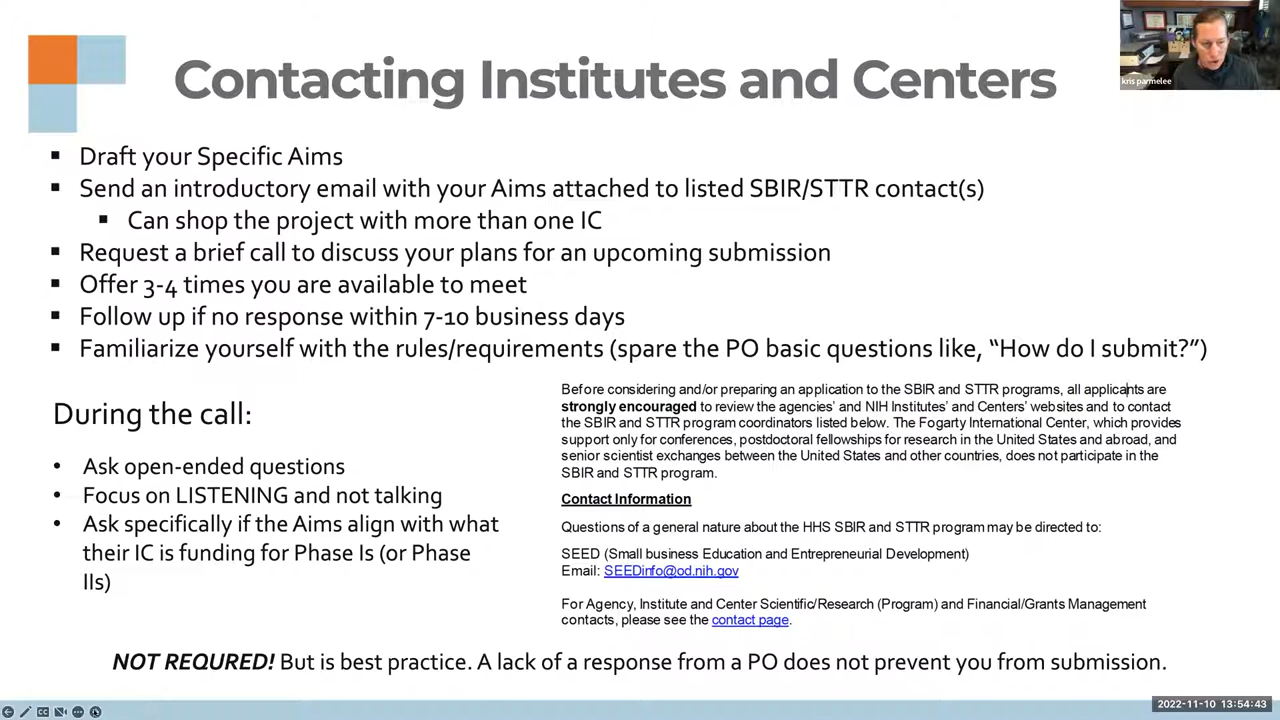 Contacting Institutes and Centers
kris parmelee
▪ Draft your Specific Aims
▪ Send an introductory email with your Aims attached to listed SBIR/STTR contact(s)
▪ Can shop the project with more than one IC
▪ Request a brief call to discuss your plans for an upcoming submission
▪ Offer 3-4 times you are available to meet
▪ Follow up if no response within 7-10 business days
▪ Familiarize yourself with the rules/requirements (spare the PO basic questions like, “How do I submit?”)
During the call:
• Ask open-ended questions
• Focus on LISTENING and not talking
• Ask specifically if the Aims align with what
their IC is funding for Phase Is (or Phase
IIs)
Before considering and/or preparing an application to the SBIR and STTR programs, all applicants are
strongly encouraged to review the agencies’ and NIH Institutes’ and Centers’ websites and to contact
the SBIR and STTR program coordinators listed below. The Fogarty International Center, which provides
support only for conferences, postdoctoral fellowships for research in the United States and abroad, and
senior scientist exchanges between the United States and other countries, does not participate in the
SBIR and STTR program.
Contact Information
Questions of a general nature about the HHS SBIR and STTR program may be directed to:
SEED (Small business Education and Entrepreneurial Development)
Email: SEEDinfo@od.nih.gov
For Agency, Institute and Center Scientific/Research (Program) and Financial/Grants Management
contacts, please see the contact page.
NOT REQURED! But is best practice. A lack of a response from a PO does not prevent you from submission.
CC
2022-11-10 13:54:43